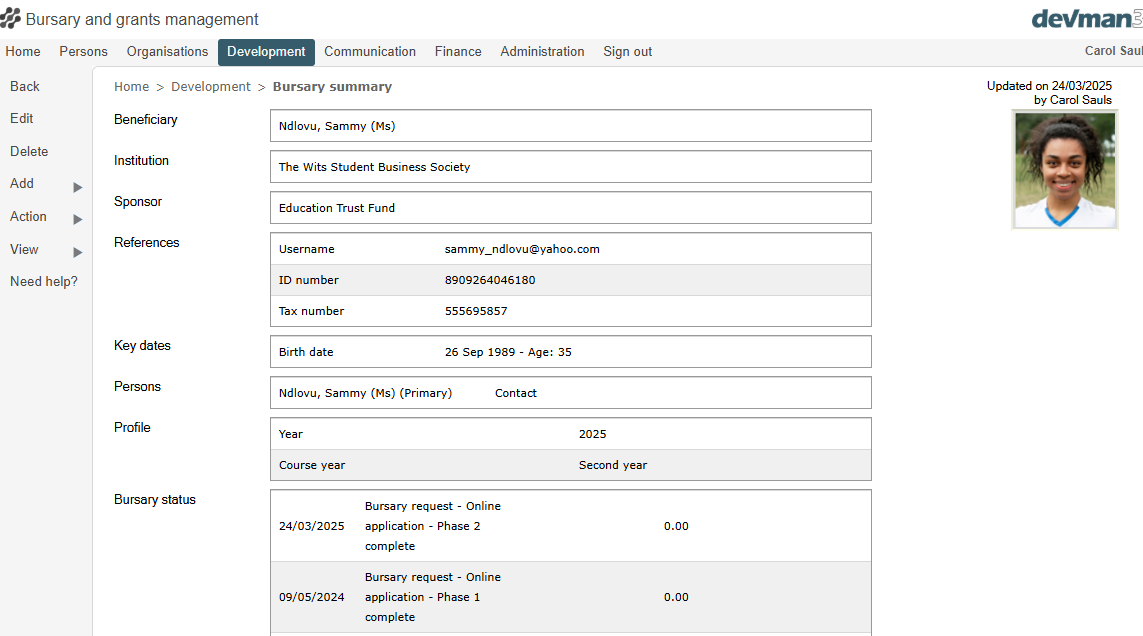 Bursary and grants management
devman3
Home Persons Organisations Development Communication Finance Administration Sign out
Back
Edit
Delete
Add
Action
View
Need help?
Home > Development > Bursary summary
Updated on 24/03/2025
by Carol Sauls
Beneficiary
Ndlovu, Sammy (Ms)
Institution
The Wits Student Business Society
Sponsor
Education Trust Fund
References
Username sammy_ndlovu@yahoo.com
ID number 8909264046180
Tax number 555695857
Key dates
Birth date 26 Sep 1989 - Age: 35
Persons
Ndlovu, Sammy (Ms) (Primary) Contact
Profile
Year 2025
Course year Second year
Bursary status
24/03/2025 Bursary request - Online
application - Phase 2
complete
0.00
09/05/2024 Bursary request - Online
application - Phase 1
complete
0.00